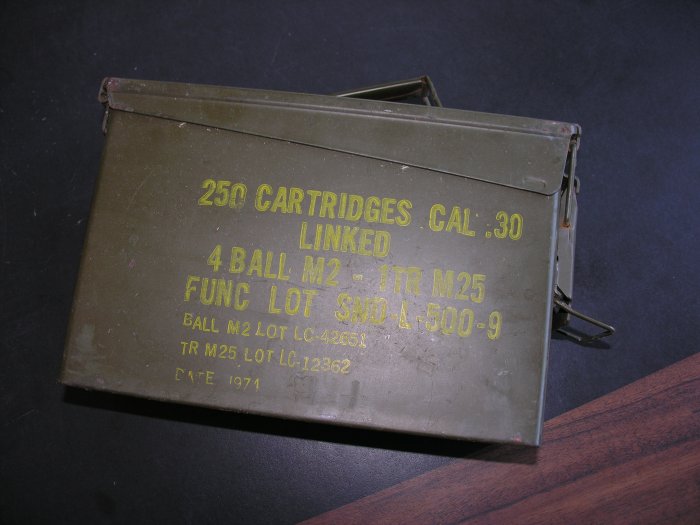 250 CARTRIDGES CAL .30
LINKED
4 BALL M2 - 1TR M25
FUNC LOT SMD-L-500-9
BALL M2 LOT LC-42651
TR M25 LOT LC-12362
DATE 1971